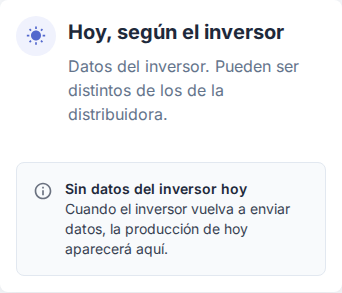 Hoy, según el inversor
Datos del inversor. Pueden ser
distintos de los de la
distribuidora.
Sin datos del inversor hoy
Cuando el inversor vuelva a enviar
datos, la producción de hoy
aparecerá aquí.